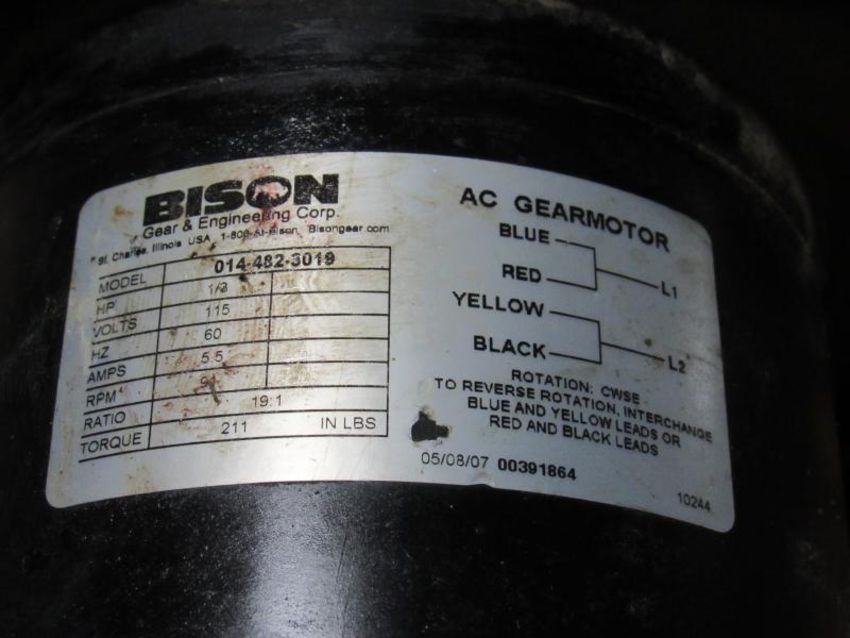 BISON
Gear & Engineering Corp.
St. Charles, Illinois USA 1-800-AT-Bison Bisongear.com
MODEL 014-482-3019
HP 1/3
VOLTS 115
HZ 60
AMPS 5.5
RPM
RATIO 19:1
TORQUE 211 IN LBS
AC GEARMOTOR
BLUE
RED
L1
YELLOW
BLACK
L2
ROTATION: CWSE
TO REVERSE ROTATION, INTERCHANGE
BLUE AND YELLOW LEADS OR
RED AND BLACK LEADS
05/08/07 00391864
10244